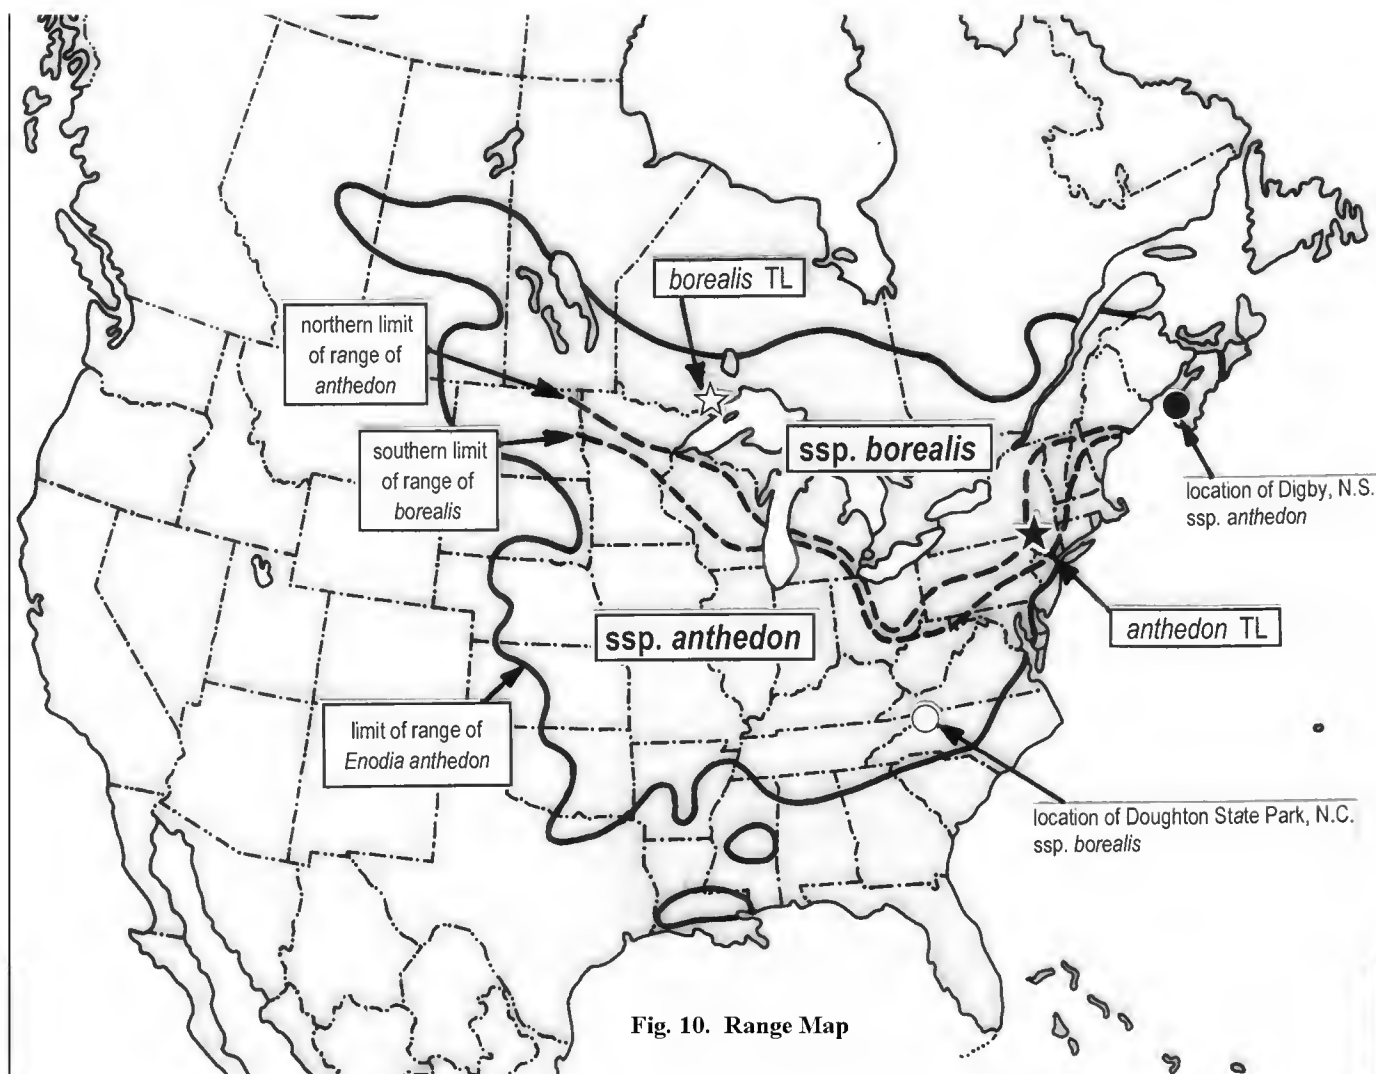 borealis TL
northern limit
of range of
anthedon
southern limit
of range of
borealis
ssp. borealis
location of Digby, N.S.
ssp. anthedon
ssp. anthedon
anthedon TL
limit of range of
Enodia anthedon
location of Doughton State Park, N.C.
ssp. borealis
Fig. 10. Range Map